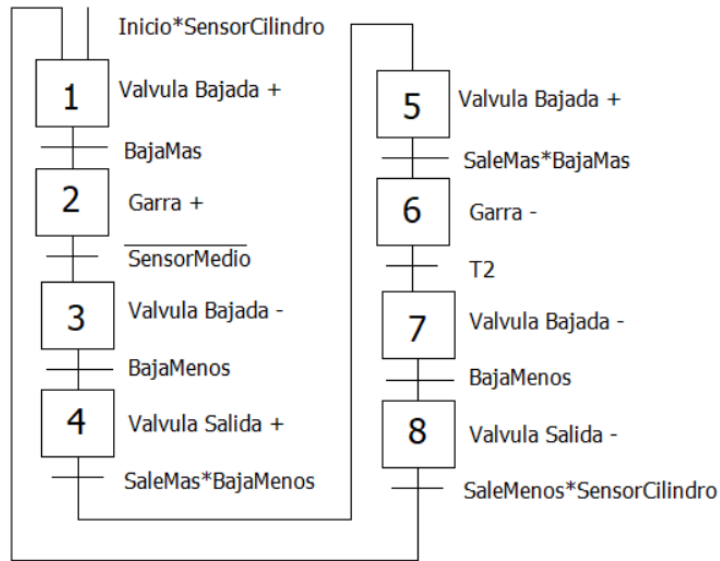 Inicio*SensorCilindro
1
Valvula Bajada +
BajaMas
2
Garra +
SensorMedio
3
Valvula Bajada -
BajaMenos
4
Valvula Salida +
SaleMas*BajaMenos
5
Valvula Bajada +
SaleMas*BajaMas
6
Garra -
T2
7
Valvula Bajada -
BajaMenos
8
Valvula Salida -
SaleMenos*SensorCilindro